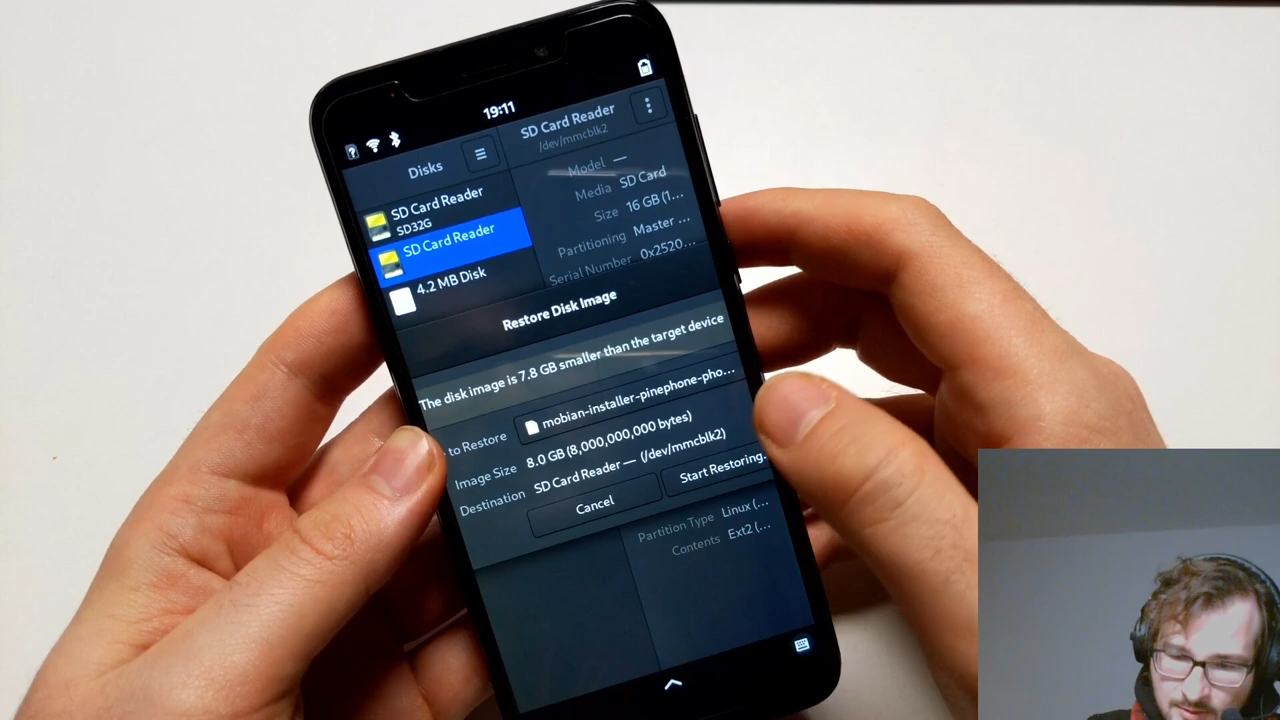 19:11
Disks
SD Card Reader
/dev/mmcblk2
SD Card Reader
SD32G
SD Card Reader
4.2 MB Disk
Model —
Media SD Card
Size 16 GB (1...
Partitioning Master ...
Serial Number 0x2520...
Restore Disk Image
The disk image is 7.8 GB smaller than the target device
to Restore mobian-installer-pinephone-pho...
Image Size 8.0 GB (8,000,000,000 bytes)
Destination SD Card Reader — (/dev/mmcblk2)
Cancel
Start Restoring...
Partition Type Linux (...
Contents Ext2 (...